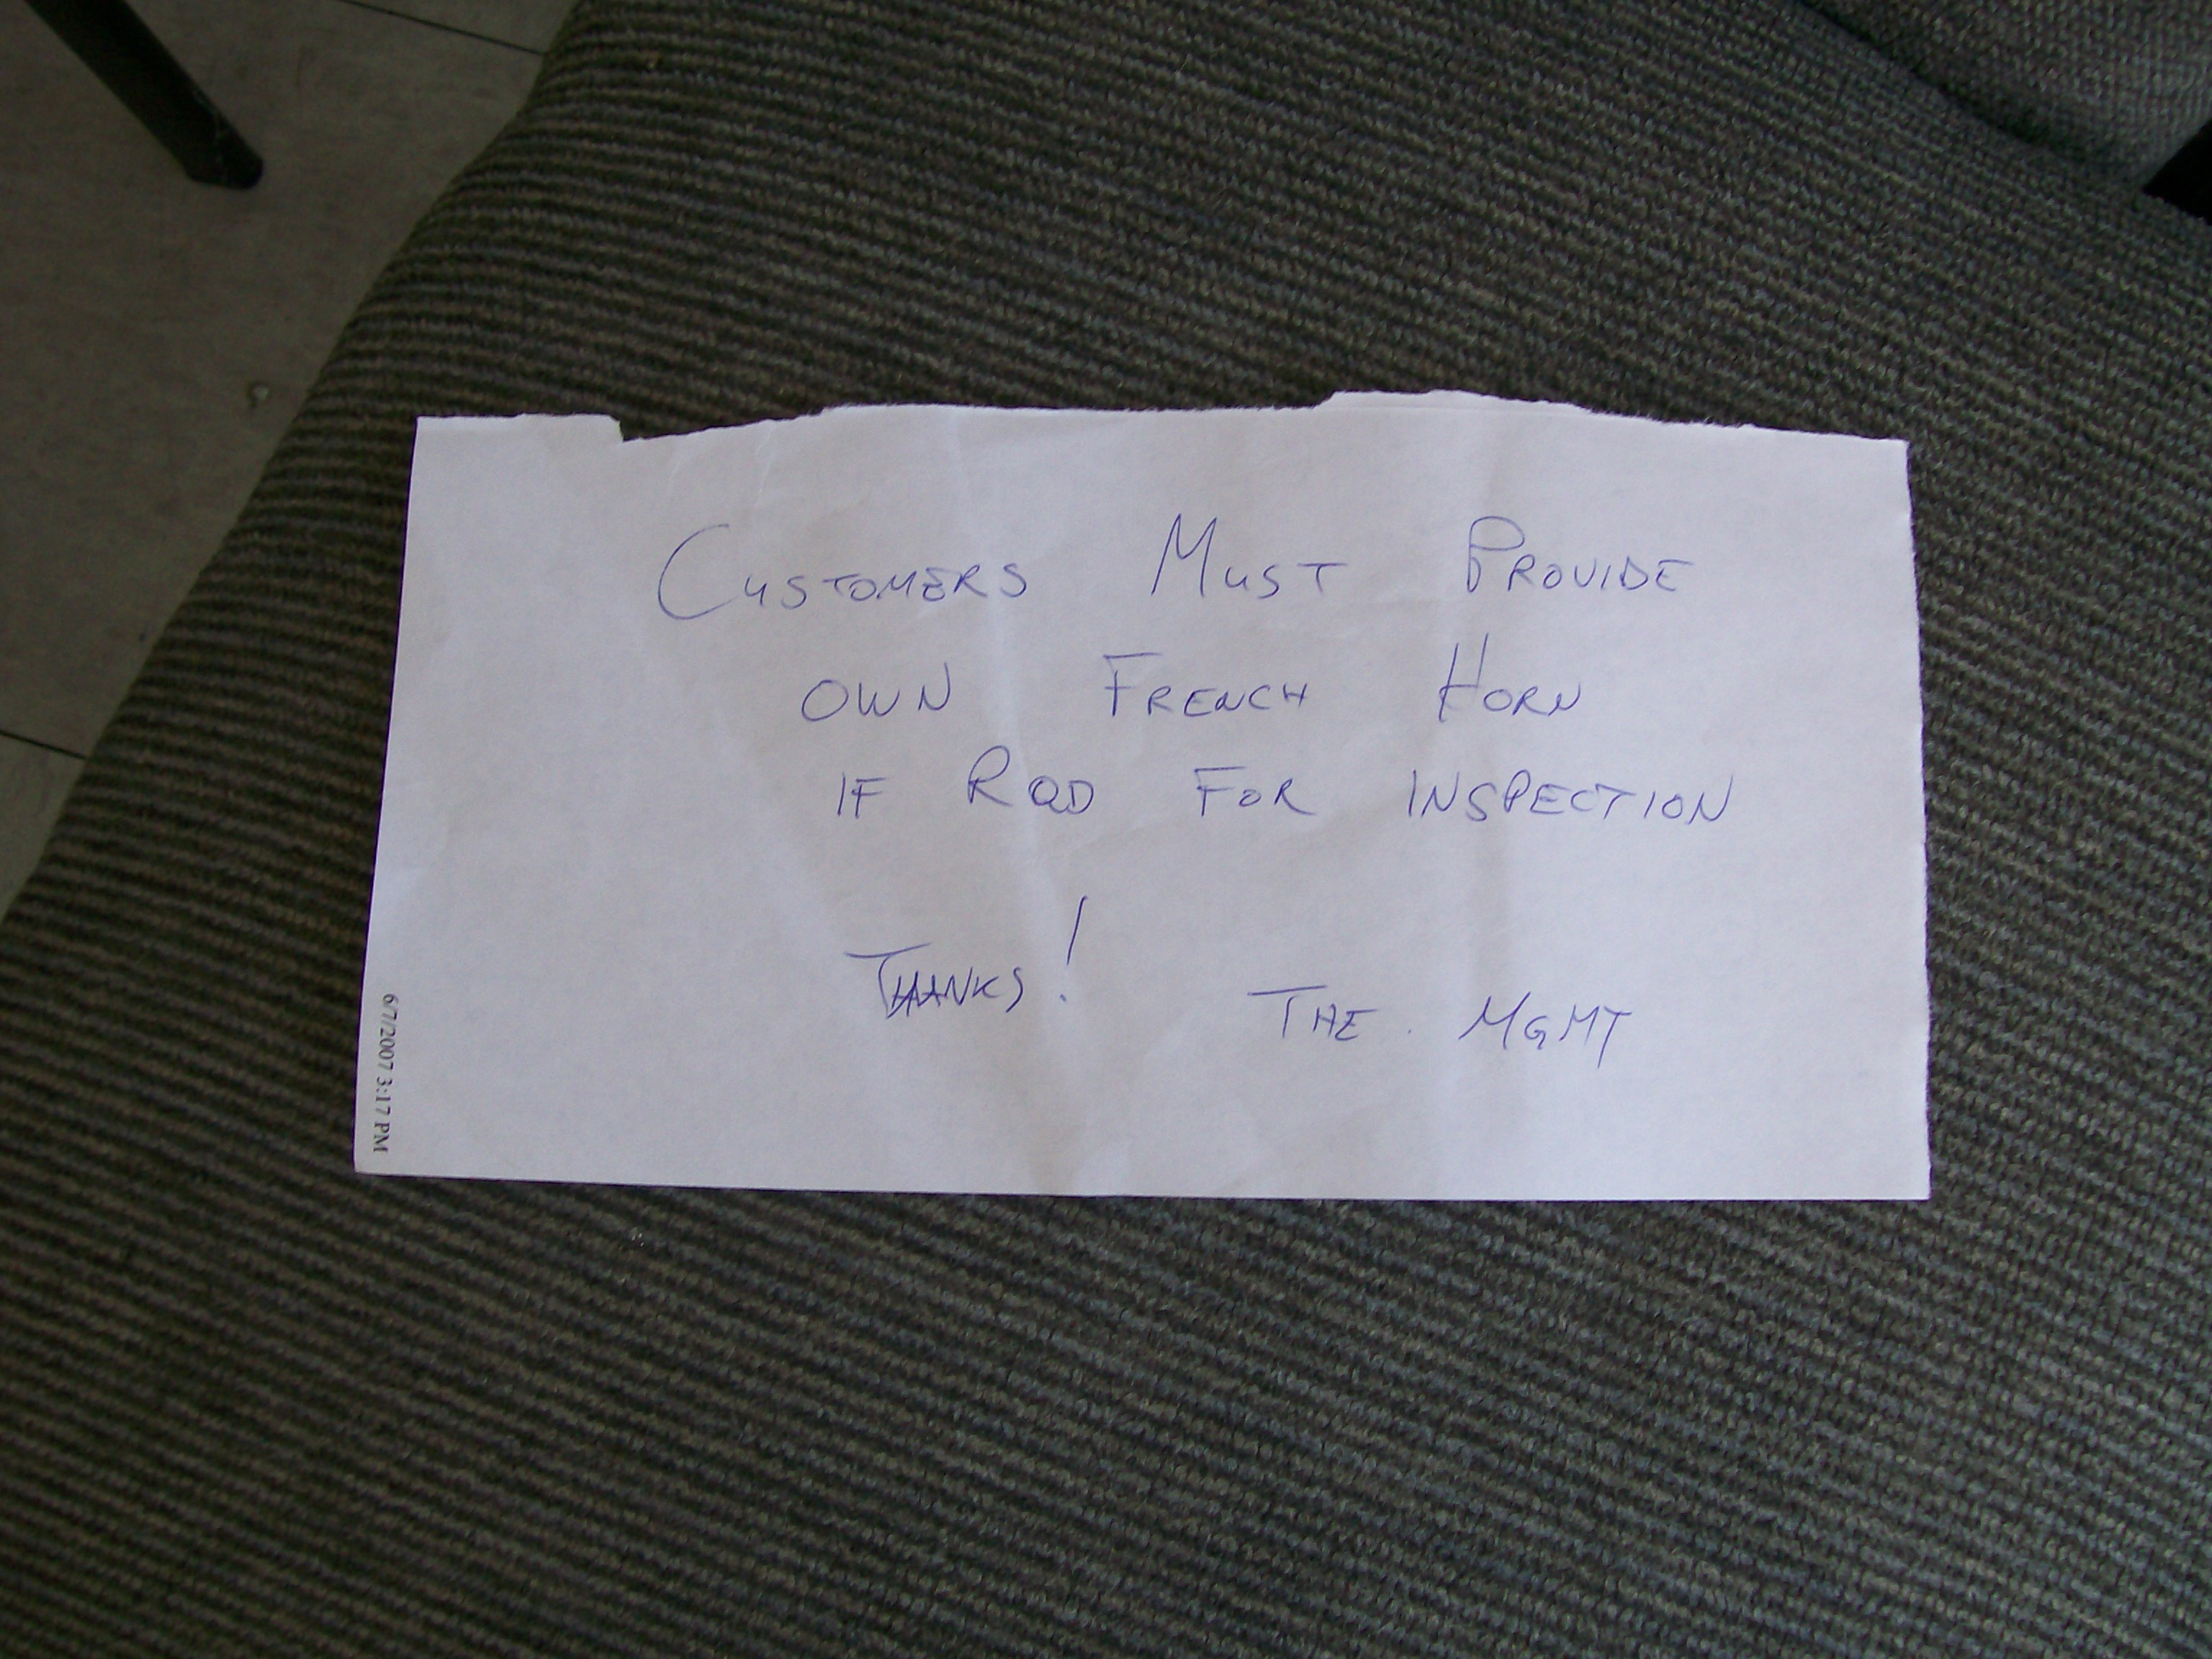 Customers Must Provide
own French Horn
if Rqd For inspection
Thanks!
The Mgmt
6/7/2007 3:17 PM